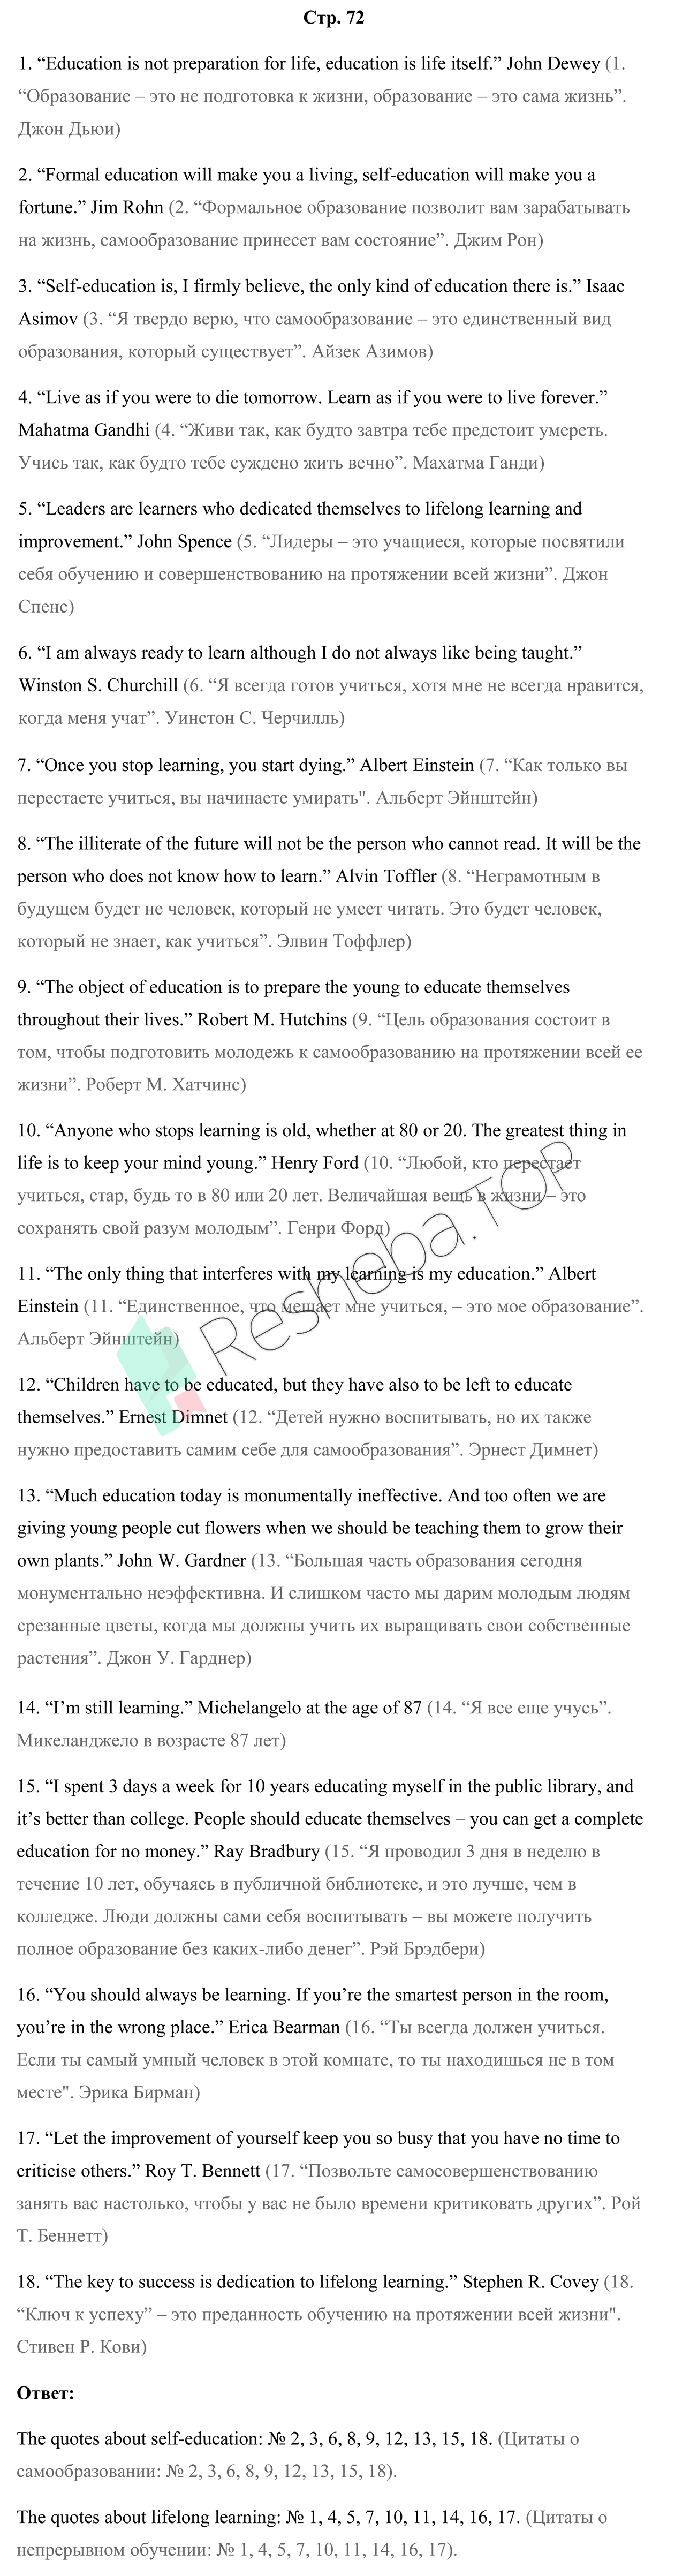 Стр. 72
1. “Education is not preparation for life, education is life itself.” John Dewey (1.
“Образование – это не подготовка к жизни, образование – это сама жизнь”.
Джон Дьюи)
2. “Formal education will make you a living, self-education will make you a
fortune.” Jim Rohn (2. “Формальное образование позволит вам зарабатывать
на жизнь, самообразование принесет вам состояние”. Джим Рон)
3. “Self-education is, I firmly believe, the only kind of education there is.” Isaac
Asimov (3. “Я твердо верю, что самообразование – это единственный вид
образования, который существует”. Айзек Азимов)
4. “Live as if you were to die tomorrow. Learn as if you were to live forever.”
Mahatma Gandhi (4. “Живи так, как будто завтра тебе предстоит умереть.
Учись так, как будто тебе суждено жить вечно”. Махатма Ганди)
5. “Leaders are learners who dedicated themselves to lifelong learning and
improvement.” John Spence (5. “Лидеры – это учащиеся, которые посвятили
себя обучению и совершенствованию на протяжении всей жизни”. Джон
Спенс)
6. “I am always ready to learn although I do not always like being taught.”
Winston S. Churchill (6. “Я всегда готов учиться, хотя мне не всегда нравится,
когда меня учат”. Уинстон С. Черчилль)
7. “Once you stop learning, you start dying.” Albert Einstein (7. “Как только вы
перестаете учиться, вы начинаете умирать". Альберт Эйнштейн)
8. “The illiterate of the future will not be the person who cannot read. It will be the
person who does not know how to learn.” Alvin Toffler (8. “Неграмотным в
будущем будет не человек, который не умеет читать. Это будет человек,
который не знает, как учиться”. Элвин Тоффлер)
9. “The object of education is to prepare the young to educate themselves
throughout their lives.” Robert M. Hutchins (9. “Цель образования состоит в
том, чтобы подготовить молодежь к самообразованию на протяжении всей ее
жизни”. Роберт М. Хатчинс)
10. “Anyone who stops learning is old, whether at 80 or 20. The greatest thing in
life is to keep your mind young.” Henry Ford (10. “Любой, кто перестает
учиться, стар, будь то в 80 или 20 лет. Величайшая вещь в жизни – это
сохранять свой разум молодым”. Генри Форд)
11. “The only thing that interferes with my learning is my education.” Albert
Einstein (11. “Единственное, что мешает мне учиться, – это мое образование”.
Альберт Эйнштейн)
Resheba.TOP
12. “Children have to be educated, but they have also to be left to educate
themselves.” Ernest Dimnet (12. “Детей нужно воспитывать, но их также
нужно предоставить самим себе для самообразования”. Эрнест Димнет)
13. “Much education today is monumentally ineffective. And too often we are
giving young people cut flowers when we should be teaching them to grow their
own plants.” John W. Gardner (13. “Большая часть образования сегодня
монументально неэффективна. И слишком часто мы дарим молодым людям
срезанные цветы, когда мы должны учить их выращивать свои собственные
растения”. Джон У. Гарднер)
14. “I’m still learning.” Michelangelo at the age of 87 (14. “Я все еще учусь”.
Микеланджело в возрасте 87 лет)
15. “I spent 3 days a week for 10 years educating myself in the public library, and
it’s better than college. People should educate themselves – you can get a complete
education for no money.” Ray Bradbury (15. “Я проводил 3 дня в неделю в
течение 10 лет, обучаясь в публичной библиотеке, и это лучше, чем в
колледже. Люди должны сами себя воспитывать – вы можете получить
полное образование без каких-либо денег”. Рэй Брэдбери)
16. “You should always be learning. If you’re the smartest person in the room,
you’re in the wrong place.” Erica Bearman (16. “Ты всегда должен учиться.
Если ты самый умный человек в этой комнате, то ты находишься не в том
месте". Эрика Бирман)
17. “Let the improvement of yourself keep you so busy that you have no time to
criticise others.” Roy T. Bennett (17. “Позвольте самосовершенствованию
занять вас настолько, чтобы у вас не было времени критиковать других”. Рой
Т. Беннетт)
18. “The key to success is dedication to lifelong learning.” Stephen R. Covey (18.
“Ключ к успеху” – это преданность обучению на протяжении всей жизни".
Стивен Р. Кови)
Ответ:
The quotes about self-education: № 2, 3, 6, 8, 9, 12, 13, 15, 18. (Цитаты о
самообразовании: № 2, 3, 6, 8, 9, 12, 13, 15, 18).
The quotes about lifelong learning: № 1, 4, 5, 7, 10, 11, 14, 16, 17. (Цитаты о
непрерывном обучении: № 1, 4, 5, 7, 10, 11, 14, 16, 17).